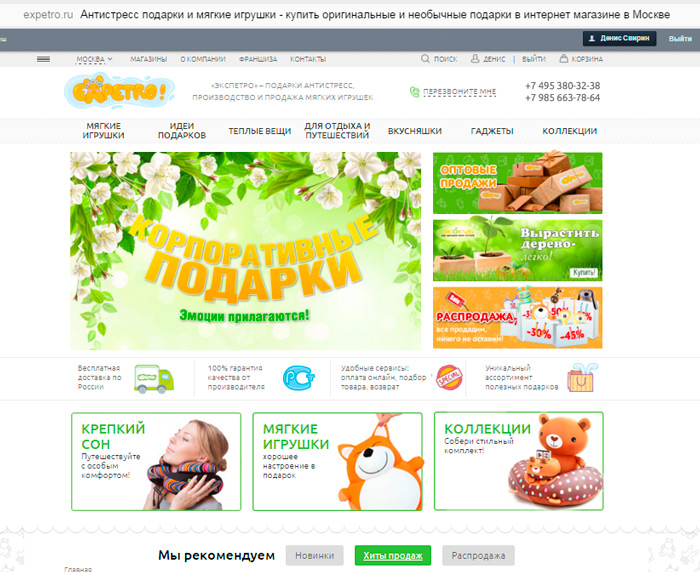 expetro.ru Антистресс подарки и мягкие игрушки - купить оригинальные и необычные подарки в интернет магазине в Москве
Денис Свирин Выйти
МОСКВА МАГАЗИНЫ О КОМПАНИИ ФРАНШИЗА КОНТАКТЫ ПОИСК ДЕНИС | ВЫЙТИ КОРЗИНА
ЭКСПЕТРО!
«ЭКСПЕТРО» – ПОДАРКИ АНТИСТРЕСС,
ПРОИЗВОДСТВО И ПРОДАЖА МЯГКИХ ИГРУШЕК
ПЕРЕЗВОНИТЕ МНЕ
+7 495 380-32-38
+7 985 663-78-64
МЯГКИЕ
ИГРУШКИ
ИДЕИ
ПОДАРКОВ
ТЕПЛЫЕ ВЕЩИ
ДЛЯ ОТДЫХА И
ПУТЕШЕСТВИЙ
ВКУСНЯШКИ
ГАДЖЕТЫ
КОЛЛЕКЦИИ
КОРПОРАТИВНЫЕ
ПОДАРКИ
Эмоции прилагаются!
ОПТОВЫЕ
ПРОДАЖИ
Вырастить
дерево-
легко!
Купить!
РАСПРОДАЖА,
все продадим,
ничего не оставим!
-50%
-30%
-45%
Бесплатная
доставка по
России
100% гарантия
качества от
производителя
РСТ
Удобные сервисы:
оплата онлайн, подбор
товара, возврат
SPECIAL
Уникальный
ассортимент
полезных подарков
КРЕПКИЙ
СОН
Путешествуйте
с особым
комфортом!
МЯГКИЕ
ИГРУШКИ
хорошее
настроение в
подарок
КОЛЛЕКЦИИ
Собери стильный
комплект!
Мы рекомендуем Новинки Хиты продаж Распродажа
Главная